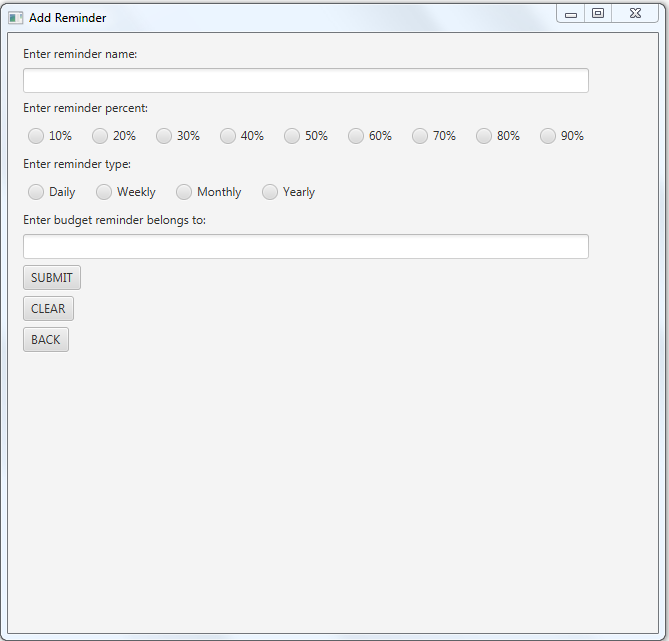 Add Reminder
Enter reminder name:
Enter reminder percent:
10% 20% 30% 40% 50% 60% 70% 80% 90%
Enter reminder type:
Daily Weekly Monthly Yearly
Enter budget reminder belongs to:
SUBMIT
CLEAR
BACK